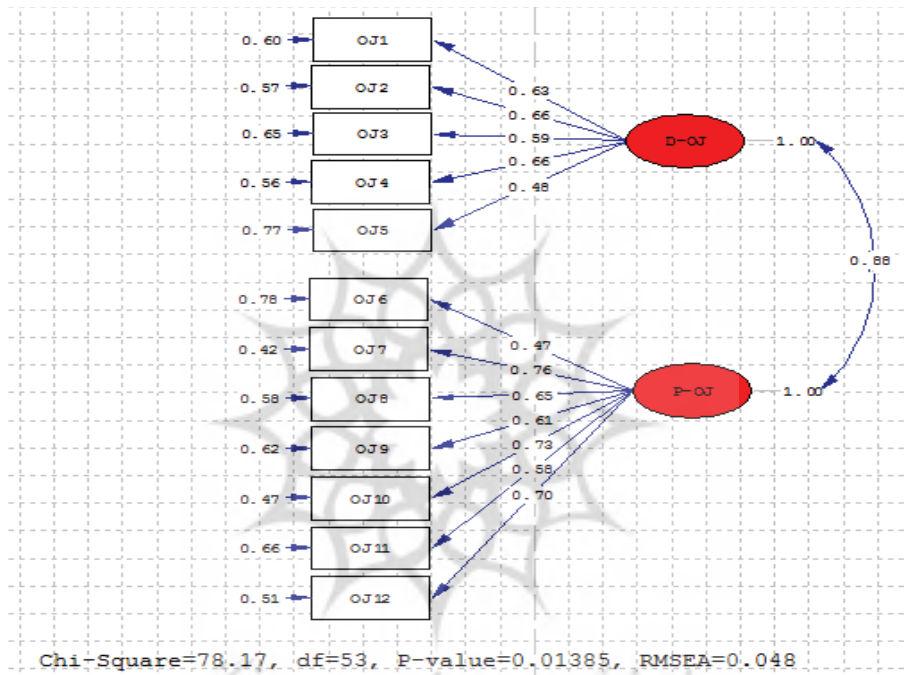 0.60 OJ1
0.63
0.57 OJ2
0.66
0.65 OJ3
0.59
D-OJ 1.00
0.66
0.56 OJ4
0.48
0.77 OJ5
0.88
0.78 OJ6
0.47
0.42 OJ7
0.76
0.65
P-OJ 1.00
0.58 OJ8
0.61
0.62 OJ9
0.73
0.58
0.70
0.47 OJ10
0.66 OJ11
0.51 OJ12
Chi-Square=78.17, df=53, P-value=0.01385, RMSEA=0.048